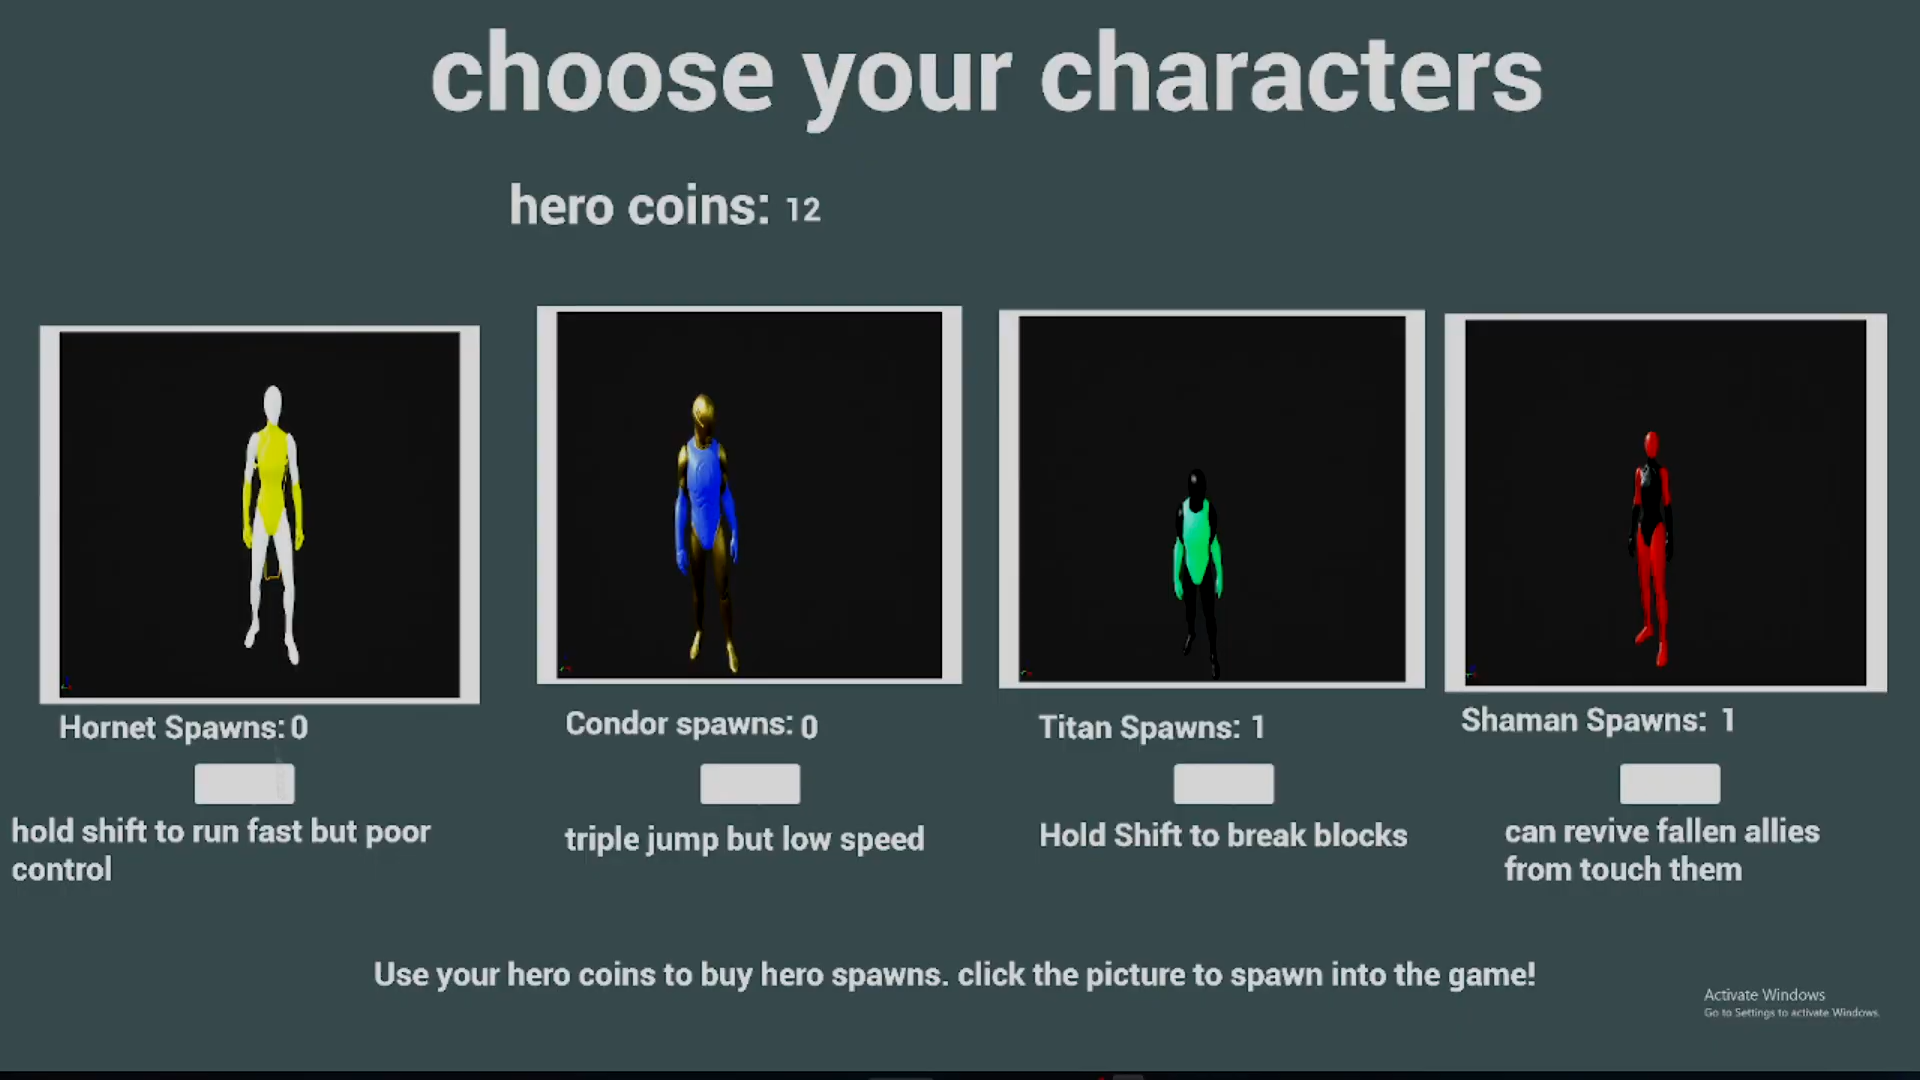 choose your characters
hero coins: 12
Hornet Spawns: 0
Condor spawns: 0
Titan Spawns: 1
Shaman Spawns: 1
hold shift to run fast but poor
control
triple jump but low speed
Hold Shift to break blocks
can revive fallen allies
from touch them
Use your hero coins to buy hero spawns. click the picture to spawn into the game!
Activate Windows
Go to Settings to activate Windows.